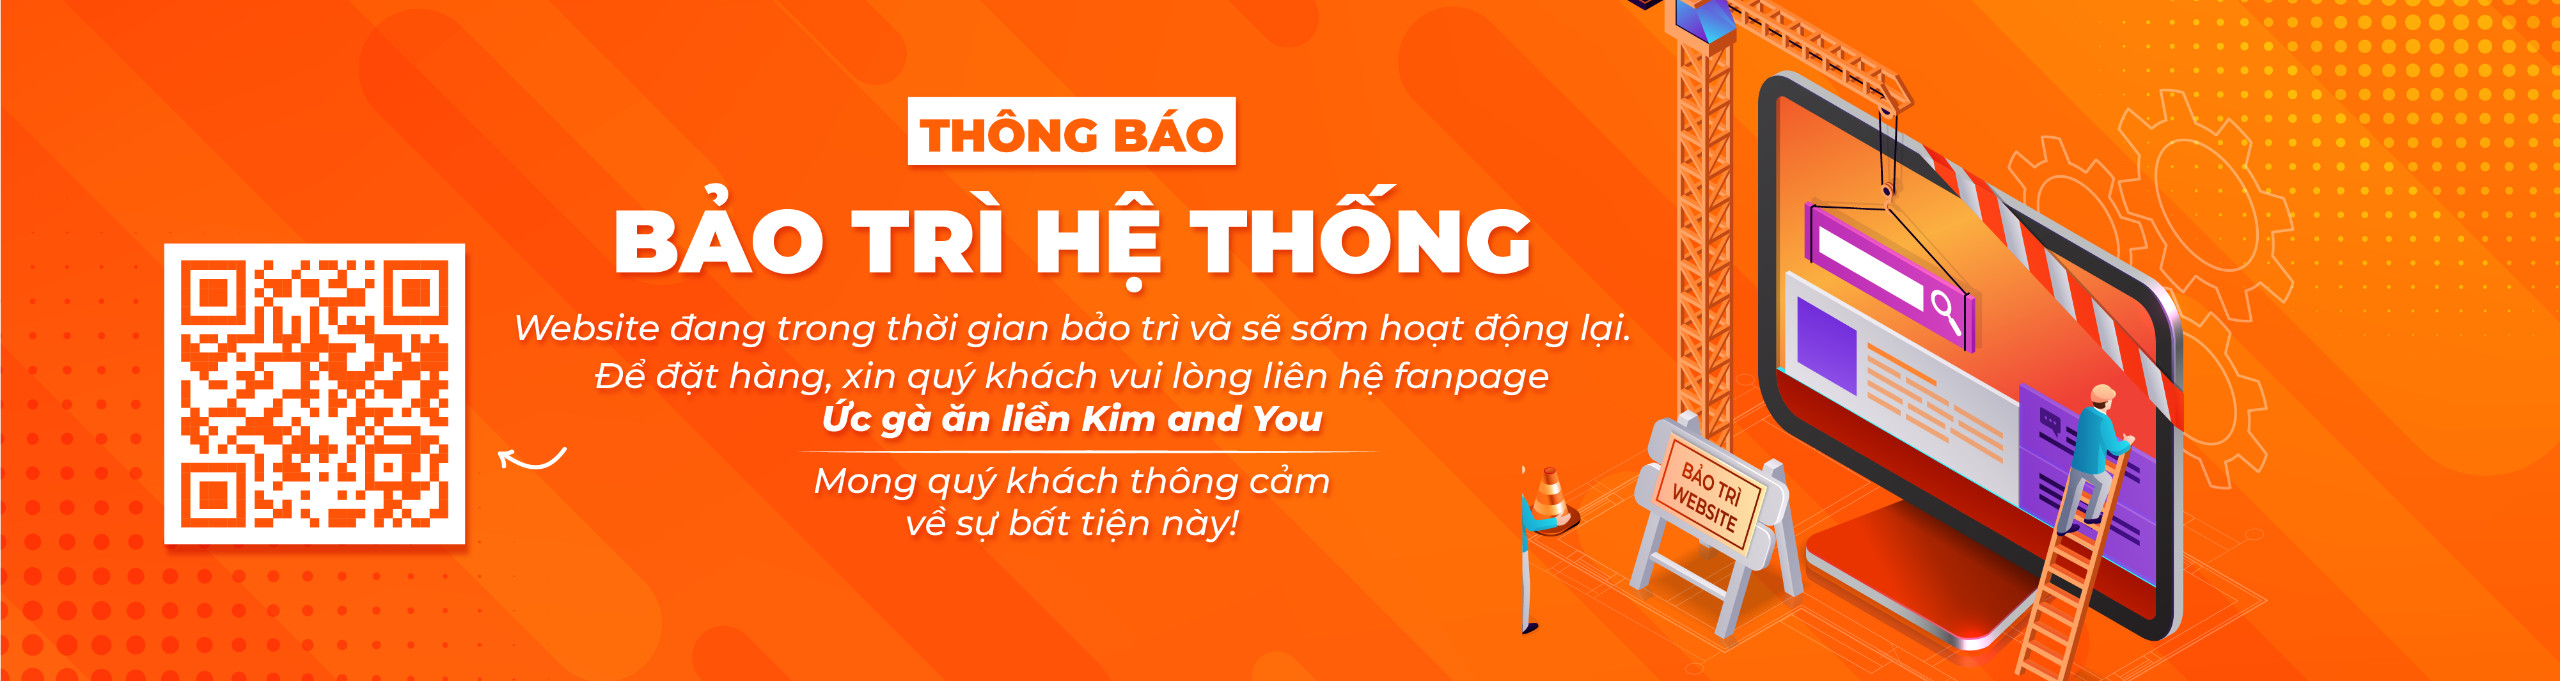 THÔNG BÁO
BẢO TRÌ HỆ THỐNG
Website đang trong thời gian bảo trì và sẽ sớm hoạt động lại.
Để đặt hàng, xin quý khách vui lòng liên hệ fanpage
Ức gà ăn liền Kim and You
Mong quý khách thông cảm
về sự bất tiện này!
BẢO TRÌ
WEBSITE